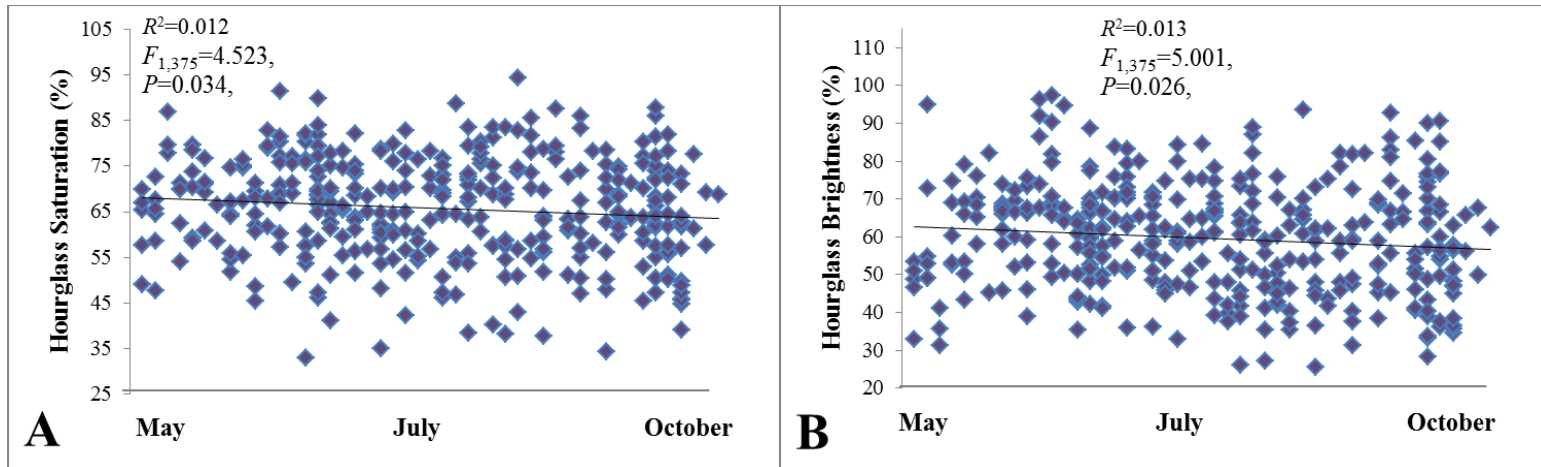 R²=0.012
F1,375=4.523,
P=0.034,
Hourglass Saturation (%)
105
95
85
75
65
55
45
35
25
May July October
A
R²=0.013
F1,375=5.001,
P=0.026,
Hourglass Brightness (%)
110
100
90
80
70
60
50
40
30
20
May July October
B